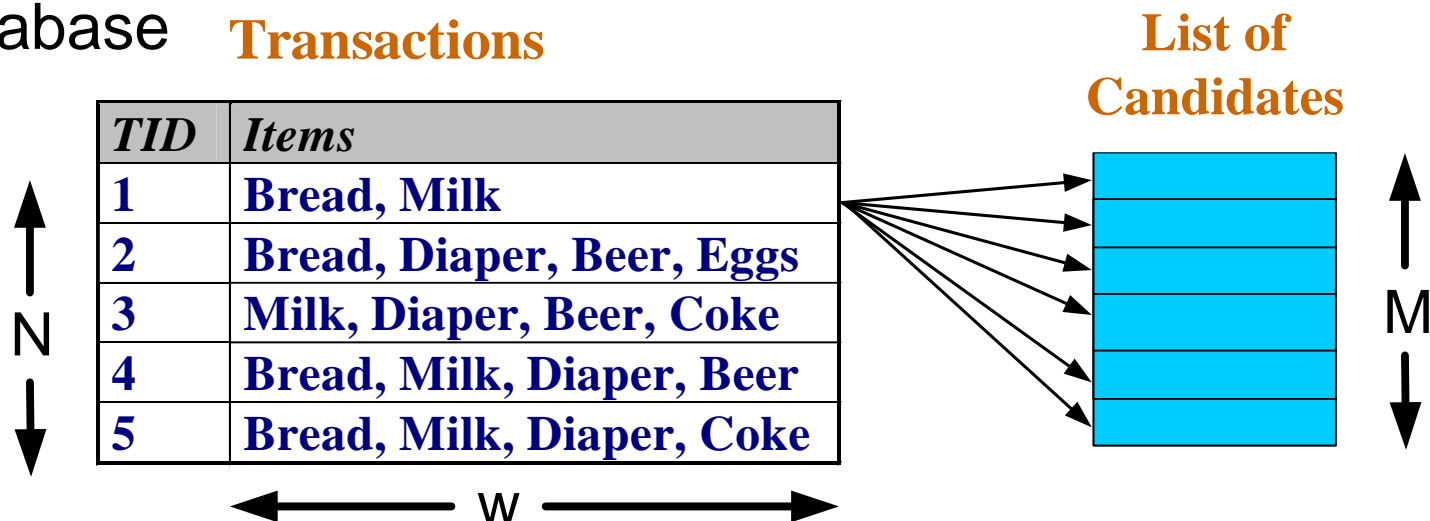 abase
Transactions
List of
Candidates
TID Items
1 Bread, Milk
2 Bread, Diaper, Beer, Eggs
3 Milk, Diaper, Beer, Coke
4 Bread, Milk, Diaper, Beer
5 Bread, Milk, Diaper, Coke
N
M
w